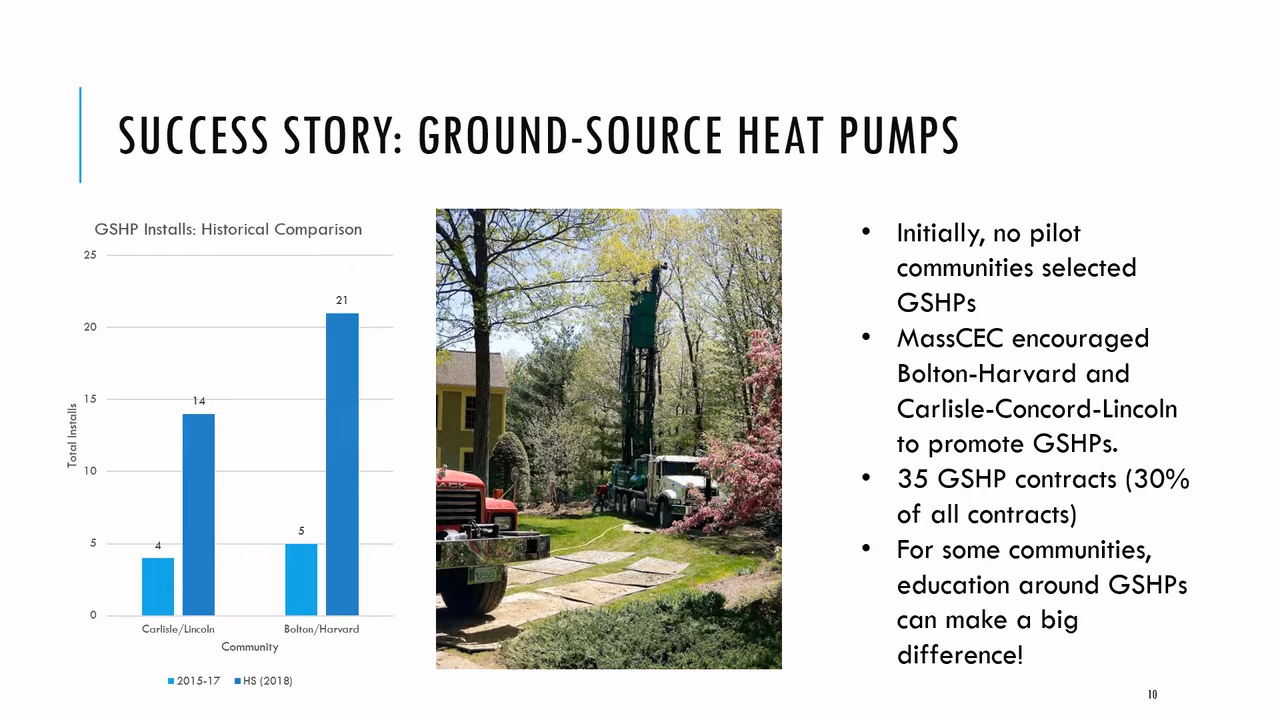 SUCCESS STORY: GROUND-SOURCE HEAT PUMPS
GSHP Installs: Historical Comparison
25
20
15
10
5
0
Total Installs
4
14
5
21
Carlisle/Lincoln
Bolton/Harvard
Community
2015-17
HS (2018)
• Initially, no pilot
communities selected
GSHPs
• MassCEC encouraged
Bolton-Harvard and
Carlisle-Concord-Lincoln
to promote GSHPs.
• 35 GSHP contracts (30%
of all contracts)
• For some communities,
education around GSHPs
can make a big
difference!
10